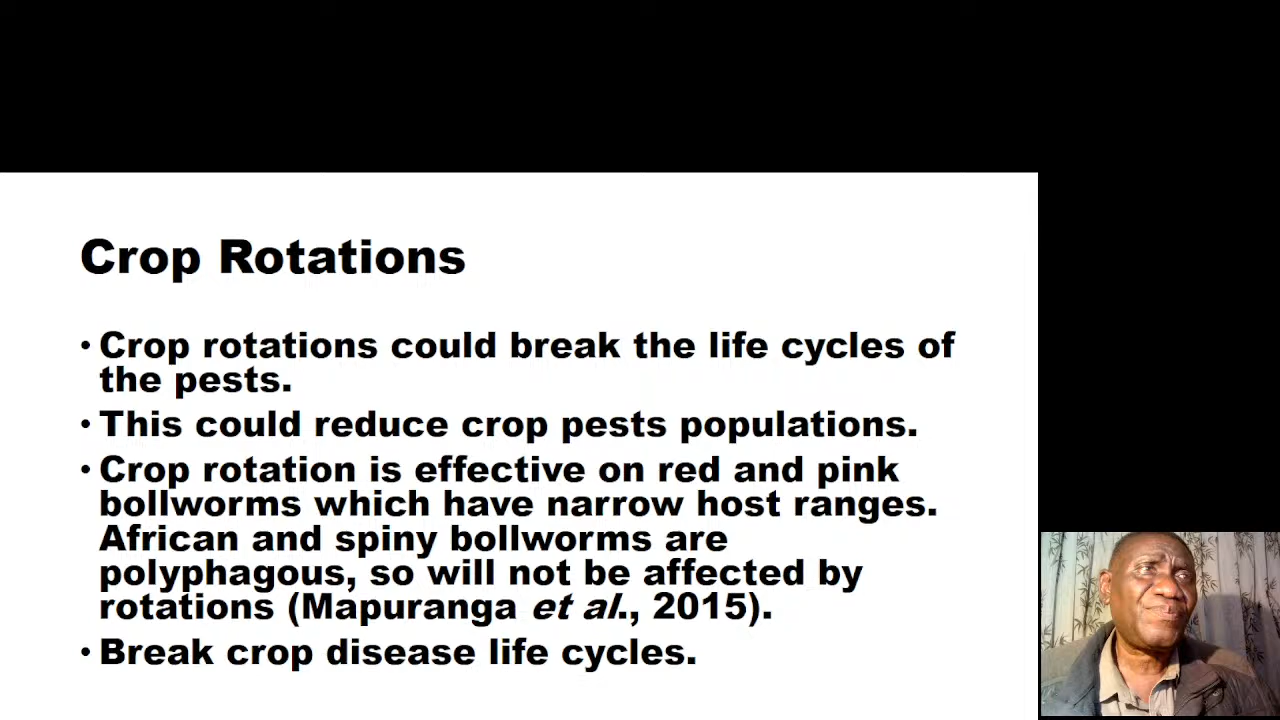 Crop Rotations
• Crop rotations could break the life cycles of
the pests.
• This could reduce crop pests populations.
• Crop rotation is effective on red and pink
bollworms which have narrow host ranges.
African and spiny bollworms are
polyphagous, so will not be affected by
rotations (Mapuranga et al., 2015).
• Break crop disease life cycles.